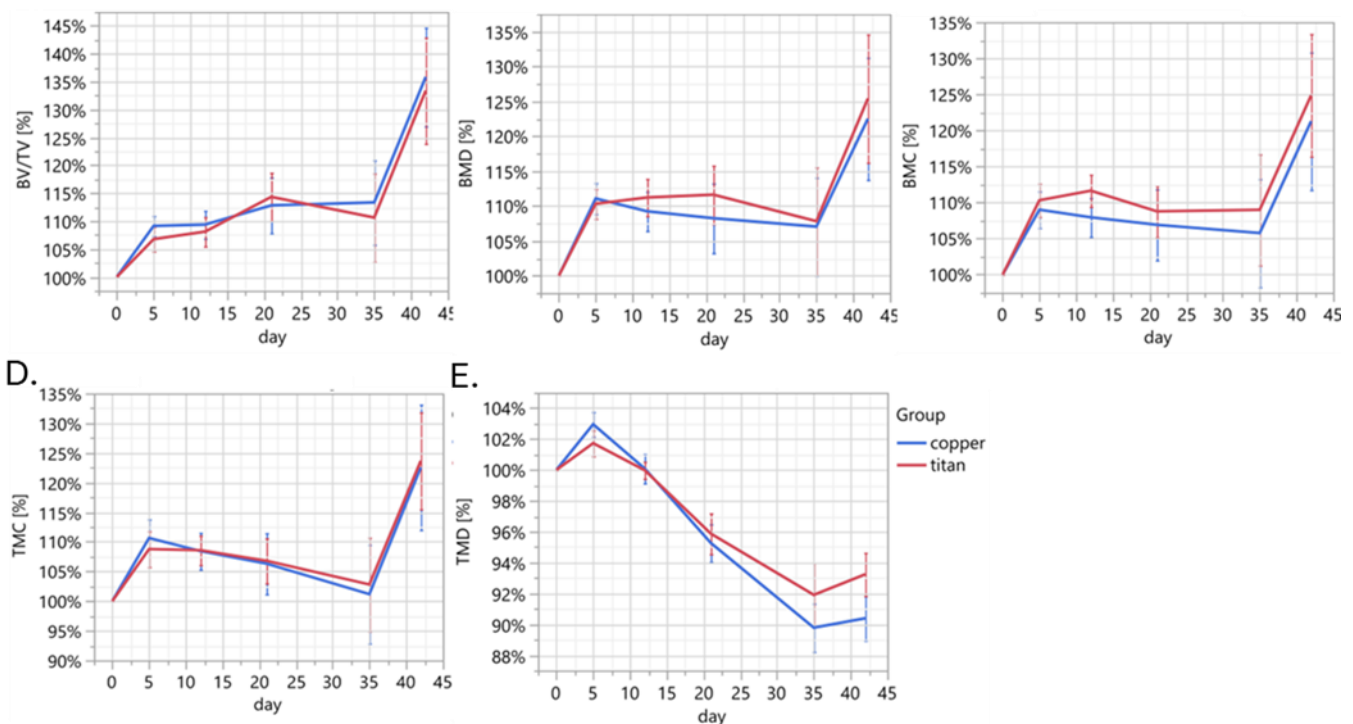 145%
140%
135%
130%
125%
120%
115%
110%
105%
100%
BV/TV [%]
0 5 10 15 20 25 30 35 40 45
day
135%
130%
125%
120%
115%
110%
105%
100%
BMD [%]
0 5 10 15 20 25 30 35 40 45
day
135%
130%
125%
120%
115%
110%
105%
100%
BMC [%]
0 5 10 15 20 25 30 35 40 45
day
D.
135%
130%
125%
120%
115%
110%
105%
100%
95%
90%
TMC [%]
0 5 10 15 20 25 30 35 40 45
day
E.
104%
102%
100%
98%
96%
94%
92%
90%
88%
TMD [%]
0 5 10 15 20 25 30 35 40 45
day
Group
copper
titan